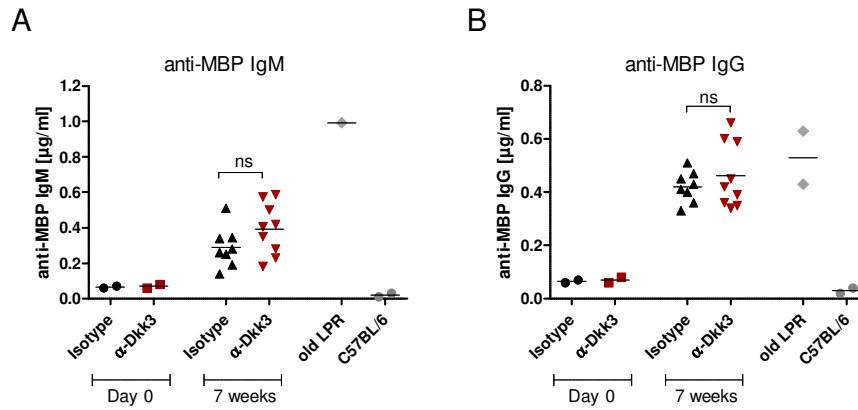 A
anti-MBP IgM
anti-MBP IgM [µg/ml]
1.2
1.0
0.8
0.6
0.4
0.2
0.0
ns
Isotype
α-Dkk3
Isotype
α-Dkk3
old LPR
C57BL/6
Day 0
7 weeks
B
anti-MBP IgG
anti-MBP IgG [µg/ml]
0.8
0.6
0.4
0.2
0.0
ns
Isotype
α-Dkk3
Isotype
α-Dkk3
old LPR
C57BL/6
Day 0
7 weeks